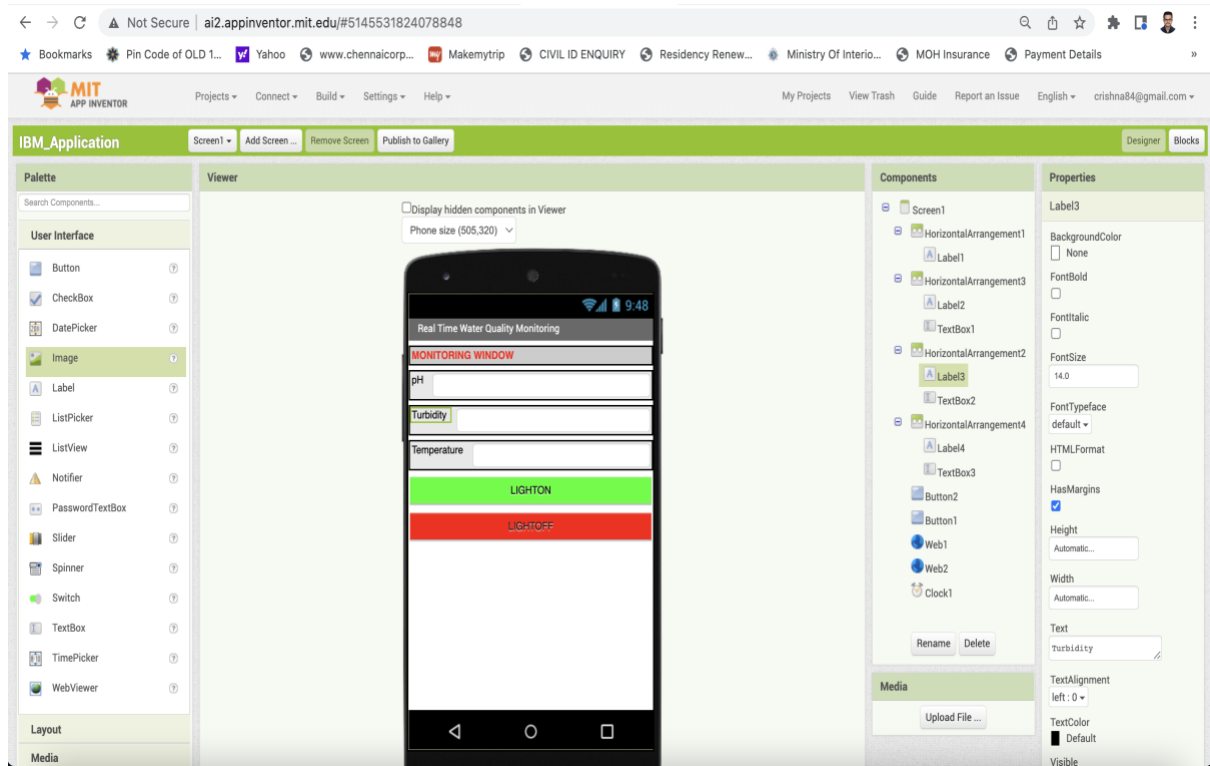 Not Secure | ai2.appinventor.mit.edu/#5145531824078848
Bookmarks Pin Code of OLD 1... Yahoo www.chennaicorp... Makemytrip CIVIL ID ENQUIRY Residency Renew... Ministry Of Interio... MOH Insurance Payment Details »
MIT
APP INVENTOR
Projects Connect Build Settings Help
My Projects View Trash Guide Report an Issue English crishna84@gmail.com
IBM_Application
Screen1 Add Screen ... Remove Screen Publish to Gallery
Designer Blocks
Palette
Search Components...
User Interface
Button
CheckBox
DatePicker
Image
Label
ListPicker
ListView
Notifier
PasswordTextBox
Slider
Spinner
Switch
TextBox
TimePicker
WebViewer
Layout
Media
Viewer
Display hidden components in Viewer
Phone size (505,320)
9:48
Real Time Water Quality Monitoring
MONITORING WINDOW
pH
Turbidity
Temperature
LIGHTON
LIGHTOFF
Components
Screen1
HorizontalArrangement1
Label1
HorizontalArrangement3
Label2
TextBox1
HorizontalArrangement2
Label3
TextBox2
HorizontalArrangement4
Label4
TextBox3
Button2
Button1
Web1
Web2
Clock1
Rename Delete
Media
Upload File ...
Properties
Label3
BackgroundColor
None
FontBold
FontItalic
FontSize
14.0
FontTypeface
default
HTMLFormat
HasMargins
Height
Automatic...
Width
Automatic...
Text
Turbidity
TextAlignment
left : 0
TextColor
Default
Visible